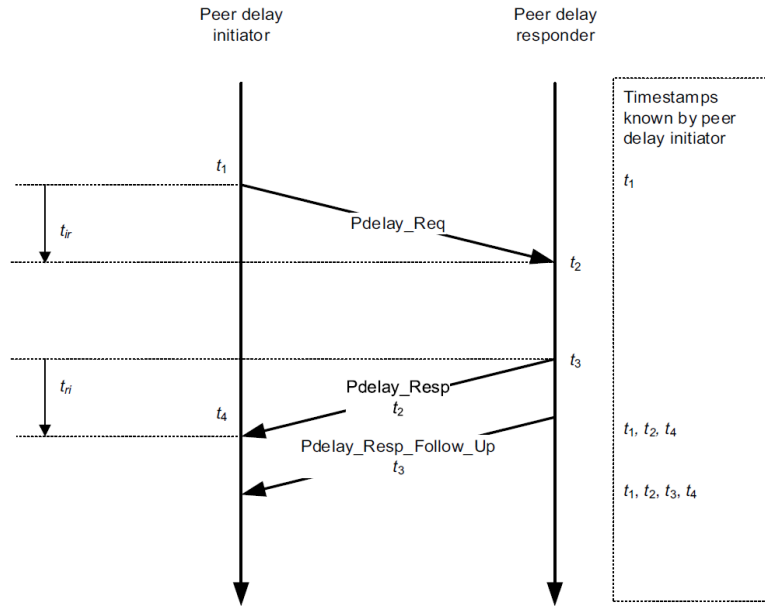 Peer delay
initiator
Peer delay
responder
Timestamps
known by peer
delay initiator
t1
t1
Pdelay_Req
tir
t2
t3
Pdelay_Resp
t2
tri
t4
t1, t2, t4
Pdelay_Resp_Follow_Up
t3
t1, t2, t3, t4